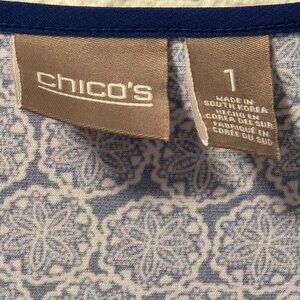 chico's
1
MADE IN
SOUTH KOREA
HECHO EN
COREA DEL SUR
FABRIQUÉ EN
CORÉE DU SUD